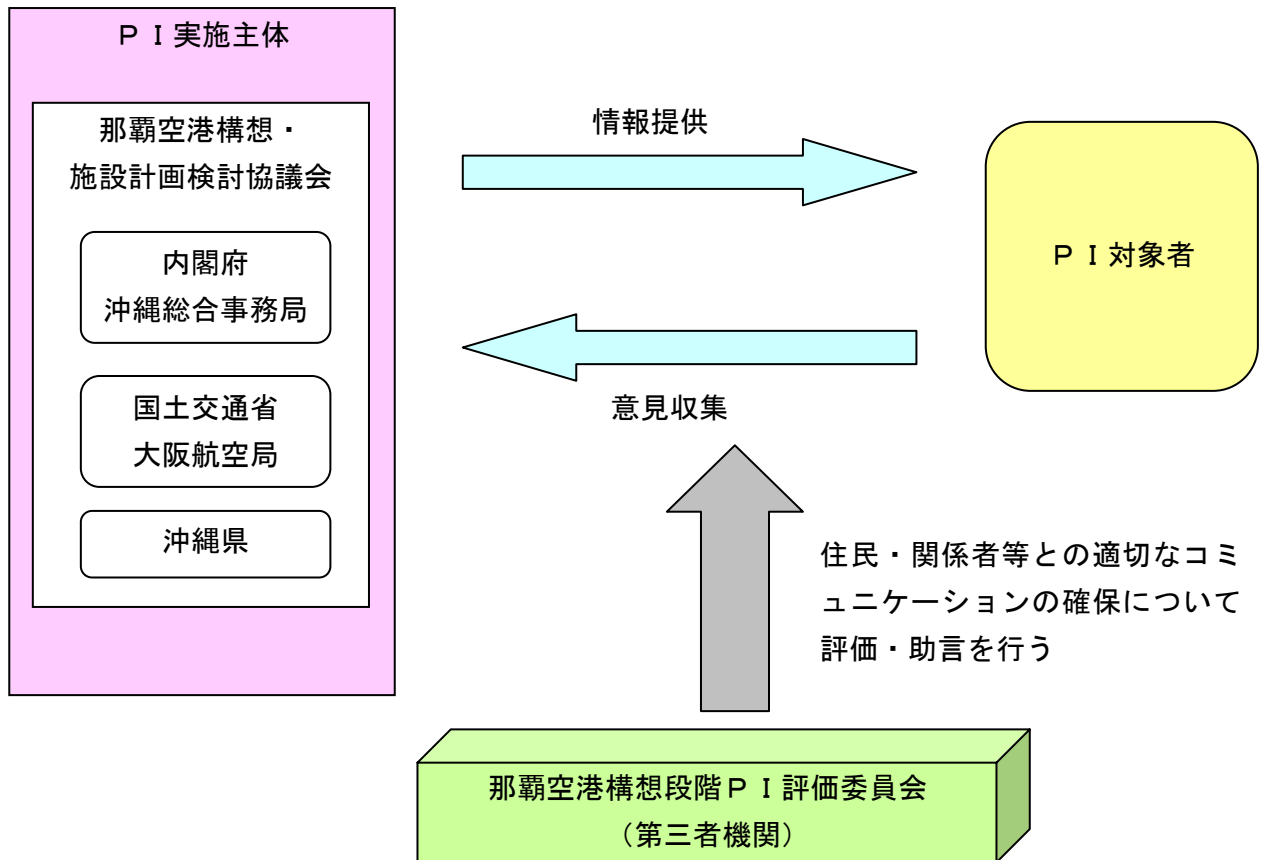 ＰＩ実施主体
那覇空港構想・
施設計画検討協議会
内閣府
沖縄総合事務局
国土交通省
大阪航空局
沖縄県
情報提供
意見収集
ＰＩ対象者
住民・関係者等との適切なコミ
ュニケーションの確保について
評価・助言を行う
那覇空港構想段階ＰＩ評価委員会
（第三者機関）